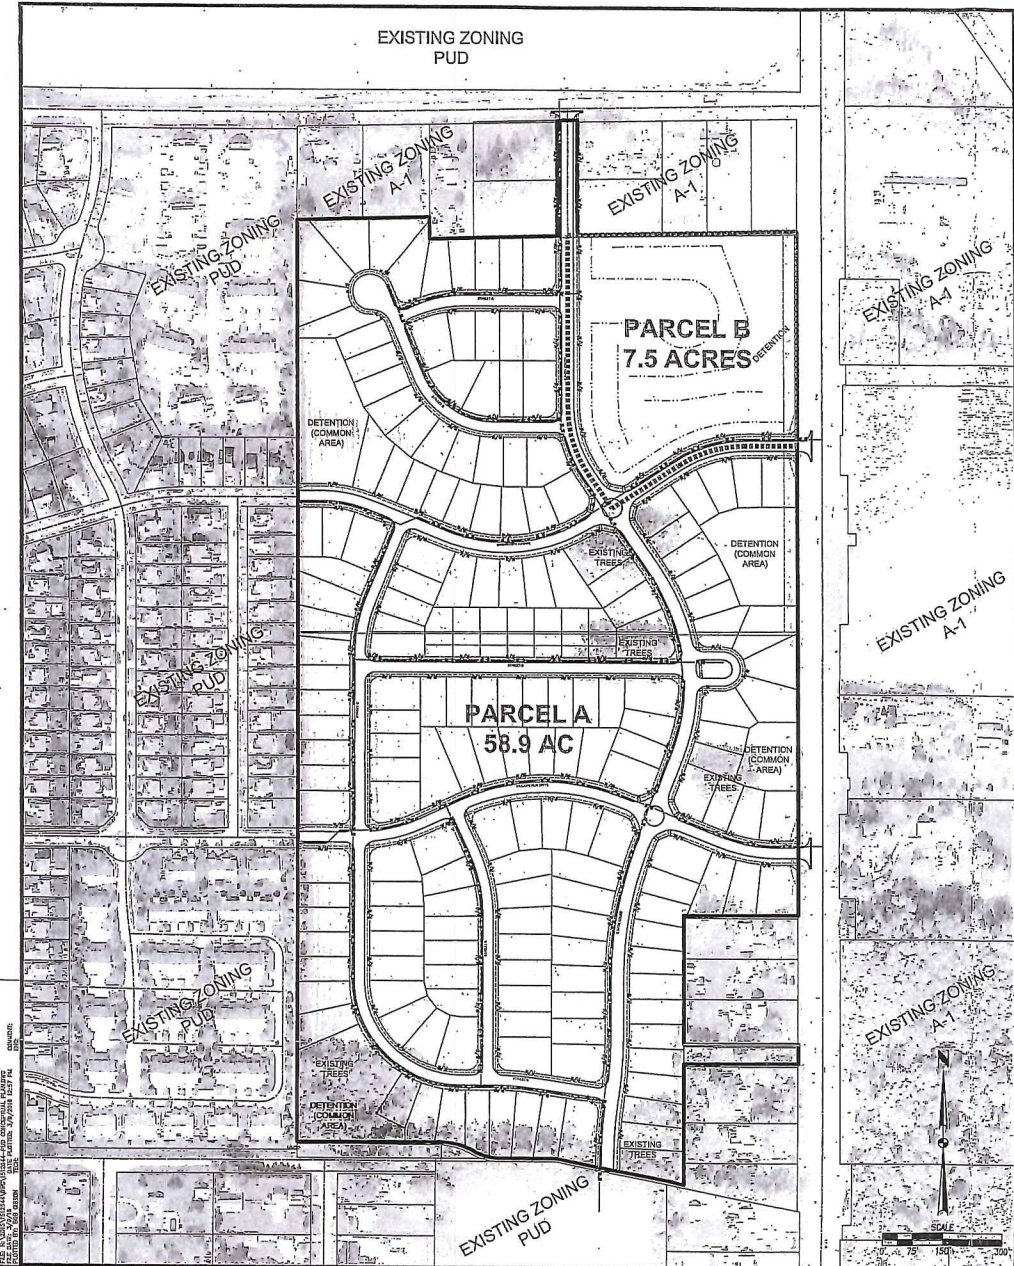 EXISTING ZONING
PUD
EXISTING ZONING
A-1
EXISTING ZONING
A-1
EXISTING ZONING
PUD
EXISTING ZONING
A-1
PARCEL B
7.5 ACRES
DETENTION
DETENTION
(COMMON
AREA)
EXISTING
TREES
DETENTION
(COMMON
AREA)
EXISTING ZONING
A-1
EXISTING ZONING
PUD
EXISTING
TREES
PARCEL A
58.9 AC
DETENTION
(COMMON
AREA)
EXISTING
TREES
EXISTING ZONING
PUD
EXISTING ZONING
A-1
EXISTING
TREES
DETENTION
(COMMON
AREA)
EXISTING
TREES
EXISTING ZONING
PUD
N
SCALE
0 75 150 300